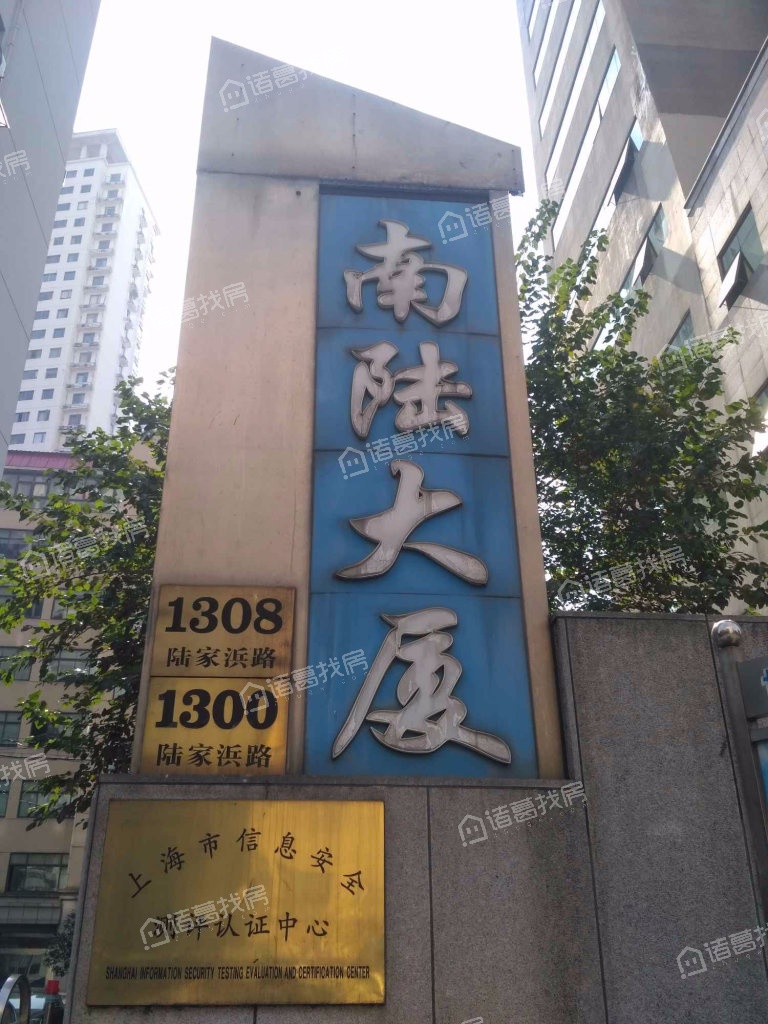 南陆大厦
1308
陆家浜路
1300
陆家浜路
上海市信息安全
测评认证中心
SHANGHAI INFORMATION SECURITY TESTING EVALUATION AND CERTIFICATION CENTER
诸葛找房